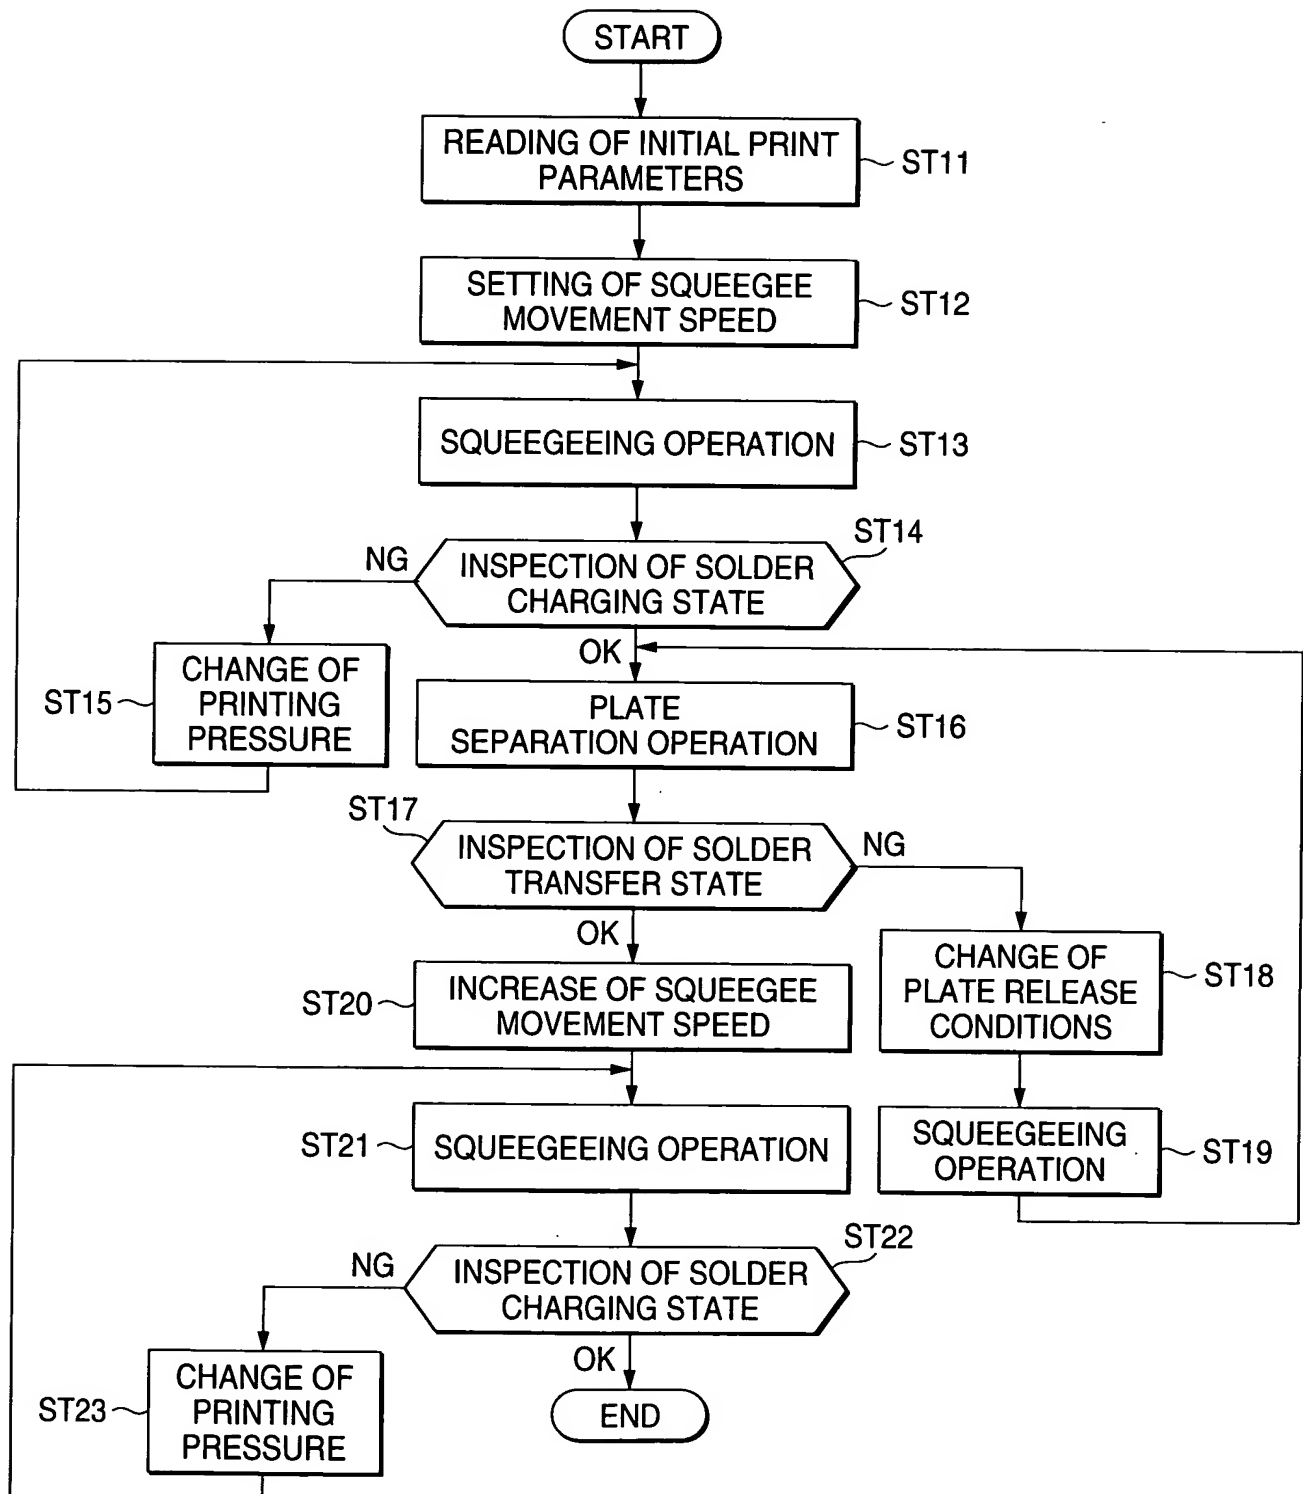 START
READING OF INITIAL PRINT
PARAMETERS
ST11
SETTING OF SQUEEGEE
MOVEMENT SPEED
ST12
SQUEEGEEING OPERATION
ST13
ST14
NG
INSPECTION OF SOLDER
CHARGING STATE
OK
CHANGE OF
PRINTING
PRESSURE
ST15
PLATE
SEPARATION OPERATION
ST16
ST17
INSPECTION OF SOLDER
TRANSFER STATE
NG
OK
CHANGE OF
PLATE RELEASE
CONDITIONS
ST18
ST20
INCREASE OF SQUEEGEE
MOVEMENT SPEED
SQUEEGEEING
OPERATION
ST19
ST21
SQUEEGEEING OPERATION
ST22
NG
INSPECTION OF SOLDER
CHARGING STATE
OK
CHANGE OF
PRINTING
PRESSURE
ST23
END